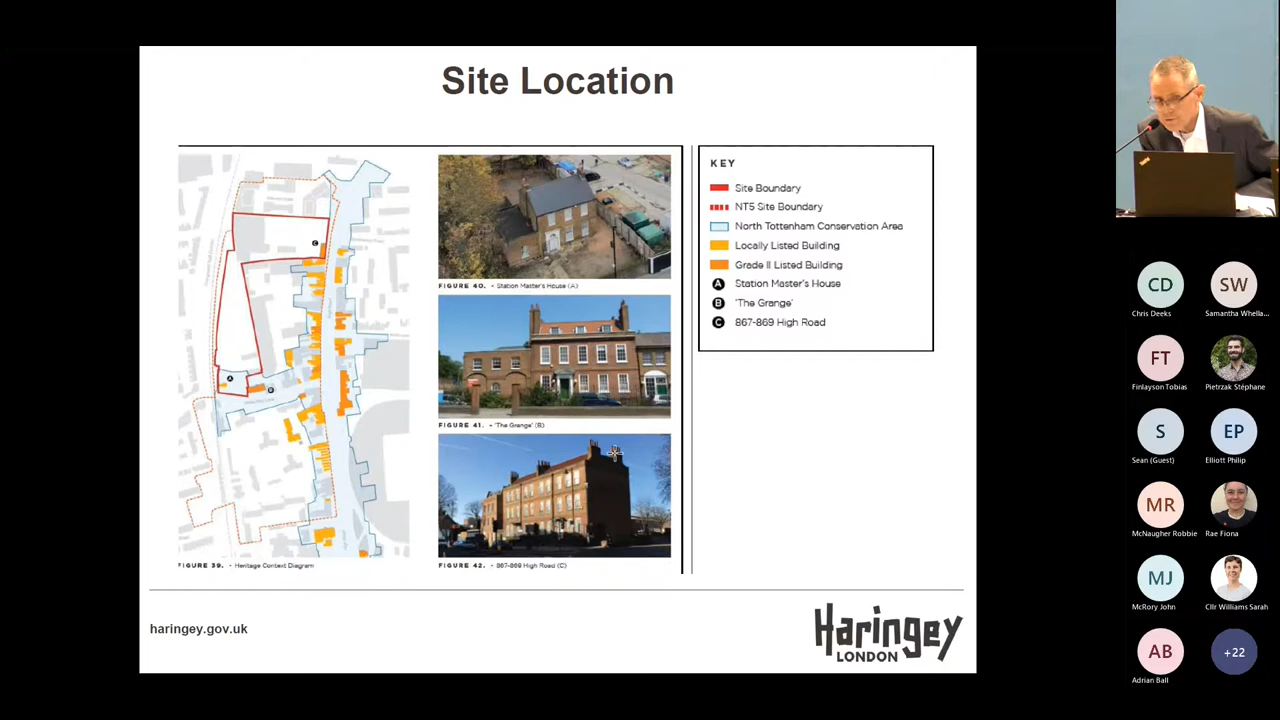 Site Location
KEY
Site Boundary
NT5 Site Boundary
North Tottenham Conservation Area
Locally Listed Building
Grade II Listed Building
A Station Master's House
B 'The Grange'
C 867-869 High Road
C
A
B
FIGURE 39. - Heritage Context Diagram
FIGURE 40. - Station Master's House (A)
FIGURE 41. - 'The Grange' (B)
FIGURE 42. - 867-869 High Road (C)
haringey.gov.uk
Haringey
LONDON
CD
Chris Deeks
SW
Samantha Whella...
FT
Finlayson Tobias
Pietrzak Stéphane
S
Sean (Guest)
EP
Elliott Philip
MR
McNaugher Robbie
Rae Fiona
MJ
McRory John
Cllr Williams Sarah
AB
Adrian Ball
+22